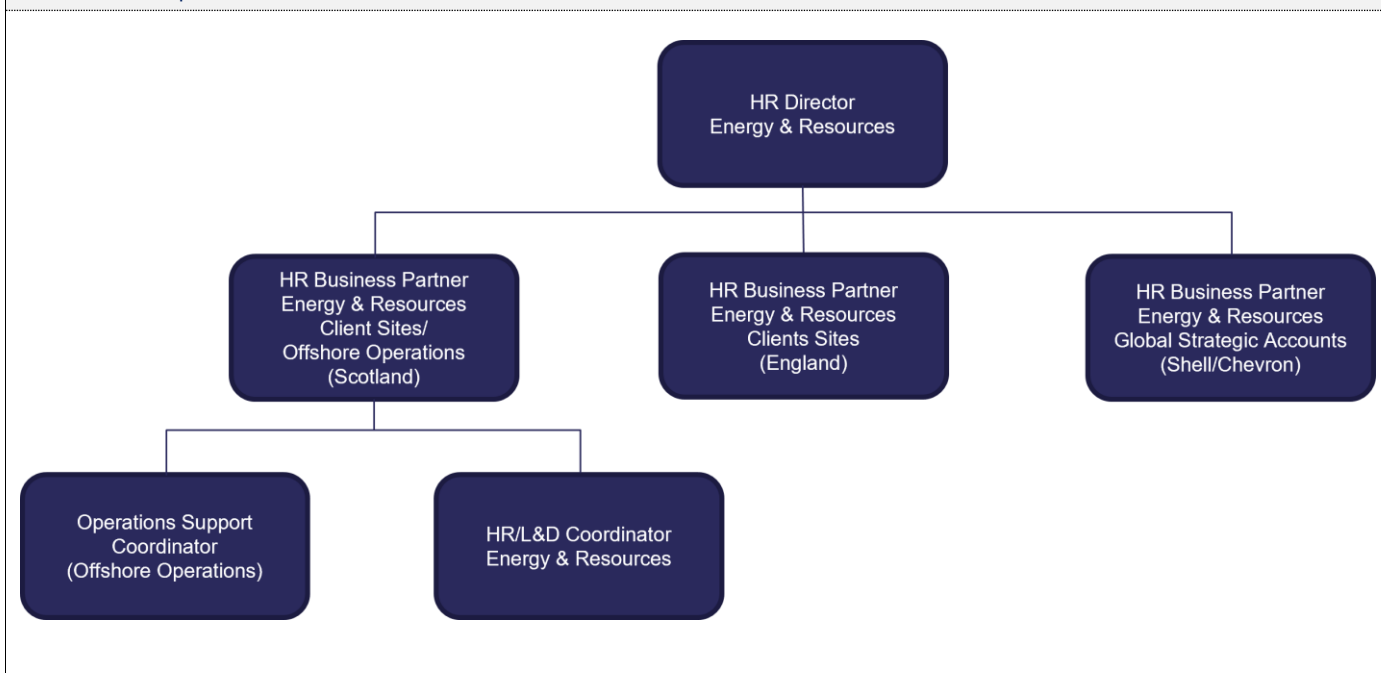 HR Director
Energy & Resources
HR Business Partner
Energy & Resources
Client Sites/
Offshore Operations
(Scotland)
HR Business Partner
Energy & Resources
Clients Sites
(England)
HR Business Partner
Energy & Resources
Global Strategic Accounts
(Shell/Chevron)
Operations Support
Coordinator
(Offshore Operations)
HR/L&D Coordinator
Energy & Resources